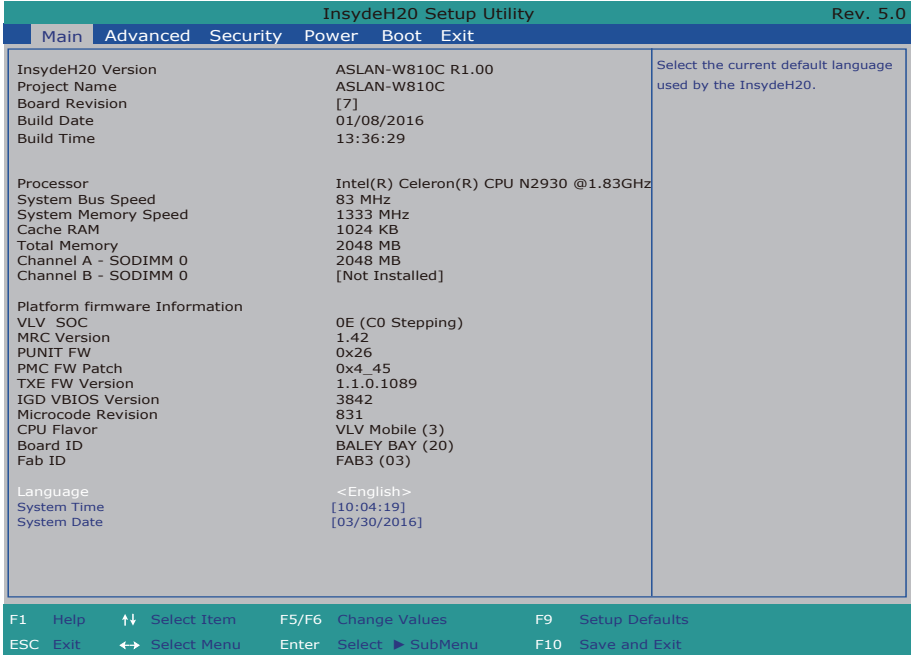 InsydeH20 Setup Utility Rev. 5.0
Main Advanced Security Power Boot Exit
InsydeH20 Version ASLAN-W810C R1.00
Project Name ASLAN-W810C
Board Revision [7]
Build Date 01/08/2016
Build Time 13:36:29
Processor Intel(R) Celeron(R) CPU N2930 @1.83GHz
System Bus Speed 83 MHz
System Memory Speed 1333 MHz
Cache RAM 1024 KB
Total Memory 2048 MB
Channel A - SODIMM 0 2048 MB
Channel B - SODIMM 0 [Not Installed]
Platform firmware Information
VLV SOC 0E (C0 Stepping)
MRC Version 1.42
PUNIT FW 0x26
PMC FW Patch 0x4_45
TXE FW Version 1.1.0.1089
IGD VBIOS Version 3842
Microcode Revision 831
CPU Flavor VLV Mobile (3)
Board ID BALEY BAY (20)
Fab ID FAB3 (03)
Language <English>
System Time [10:04:19]
System Date [03/30/2016]
Select the current default language
used by the InsydeH20.
F1 Help ↑↓ Select Item F5/F6 Change Values F9 Setup Defaults
ESC Exit ↔ Select Menu Enter Select ▶ SubMenu F10 Save and Exit